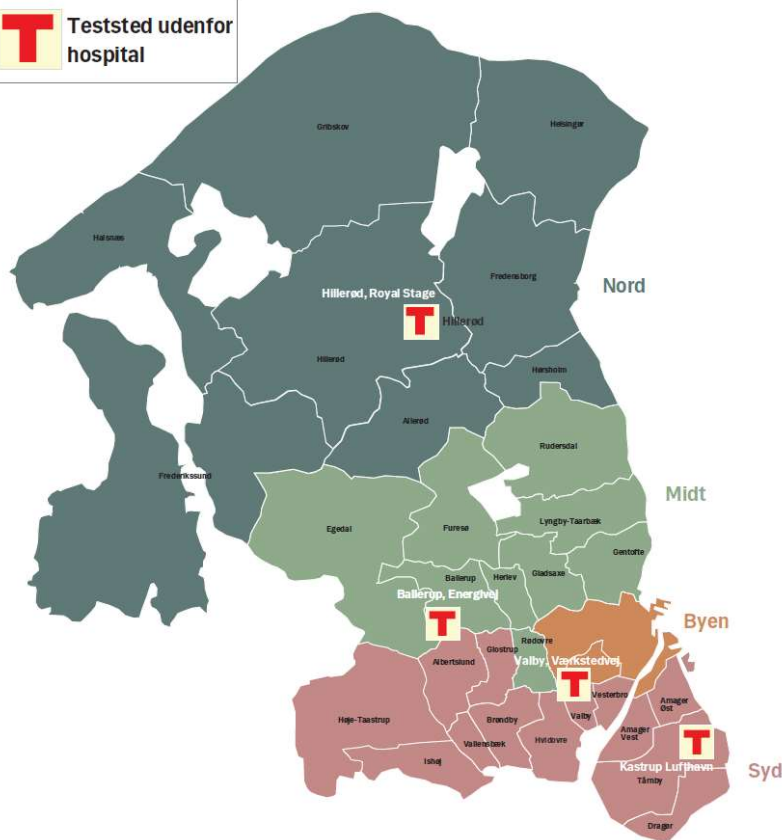 T Teststed udenfor
hospital
Gribskov
Helsingør
Halsnæs
Fredensborg
Nord
Hillerød, Royal Stage
T Hillerød
Hillerød
Hørsholm
Allerød
Rudersdal
Frederikssund
Midt
Egedal
Furesø
Lyngby-Taarbæk
Gentofte
Ballerup
Herlev
Gladsaxe
Ballerup, Energivej
T
Byen
Rødovre
Glostrup
Albertslund
Valby, Værkstedvej
T
Vesterbro
Amager
Øst
Høje-Taastrup
Brøndby
Valby
Amager
Vest
T
Hvidovre
Vallensbæk
Ishøj
Kastrup Lufthavn
Syd
Tårnby
Dragør